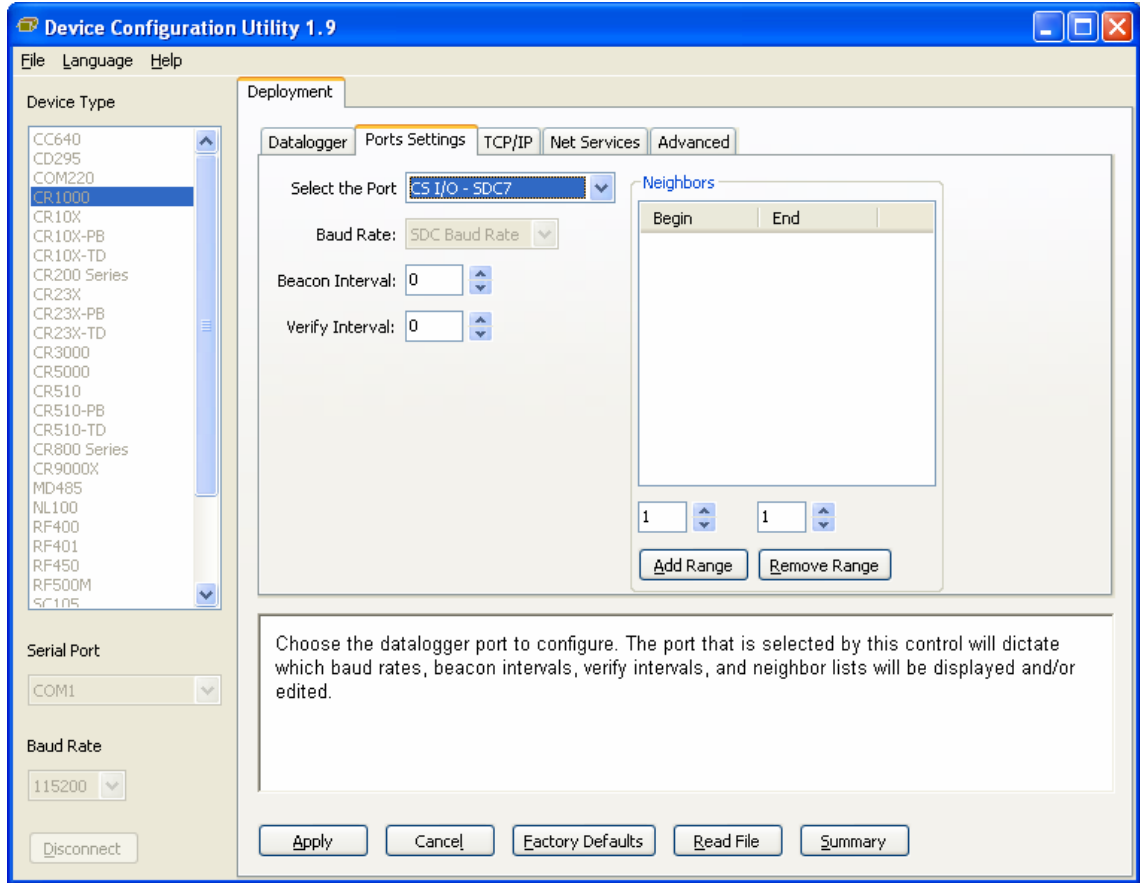 Device Configuration Utility 1.9
File Language Help
Device Type
CC640
CD295
COM220
CR1000
CR10X
CR10X-PB
CR10X-TD
CR200 Series
CR23X
CR23X-PB
CR23X-TD
CR3000
CR5000
CR510
CR510-PB
CR510-TD
CR800 Series
CR9000X
MD485
NL100
RF400
RF401
RF450
RF500M
SC105
Serial Port
COM1
Baud Rate
115200
Disconnect
Deployment
Datalogger Ports Settings TCP/IP Net Services Advanced
Select the Port CS I/O - SDC7
Baud Rate: SDC Baud Rate
Beacon Interval: 0
Verify Interval: 0
Neighbors
Begin End
1 1
Add Range Remove Range
Choose the datalogger port to configure. The port that is selected by this control will dictate
which baud rates, beacon intervals, verify intervals, and neighbor lists will be displayed and/or
edited.
Apply Cancel Factory Defaults Read File Summary